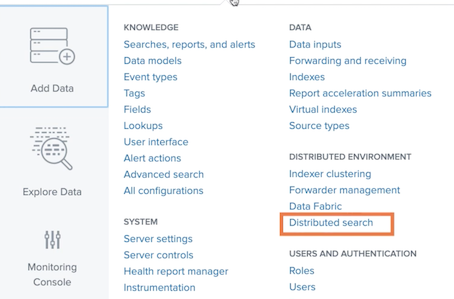 Add Data
Explore Data
Monitoring
Console
KNOWLEDGE
Searches, reports, and alerts
Data models
Event types
Tags
Fields
Lookups
User interface
Alert actions
Advanced search
All configurations
SYSTEM
Server settings
Server controls
Health report manager
Instrumentation
DATA
Data inputs
Forwarding and receiving
Indexes
Report acceleration summaries
Virtual indexes
Source types
DISTRIBUTED ENVIRONMENT
Indexer clustering
Forwarder management
Data Fabric
Distributed search
USERS AND AUTHENTICATION
Roles
Users